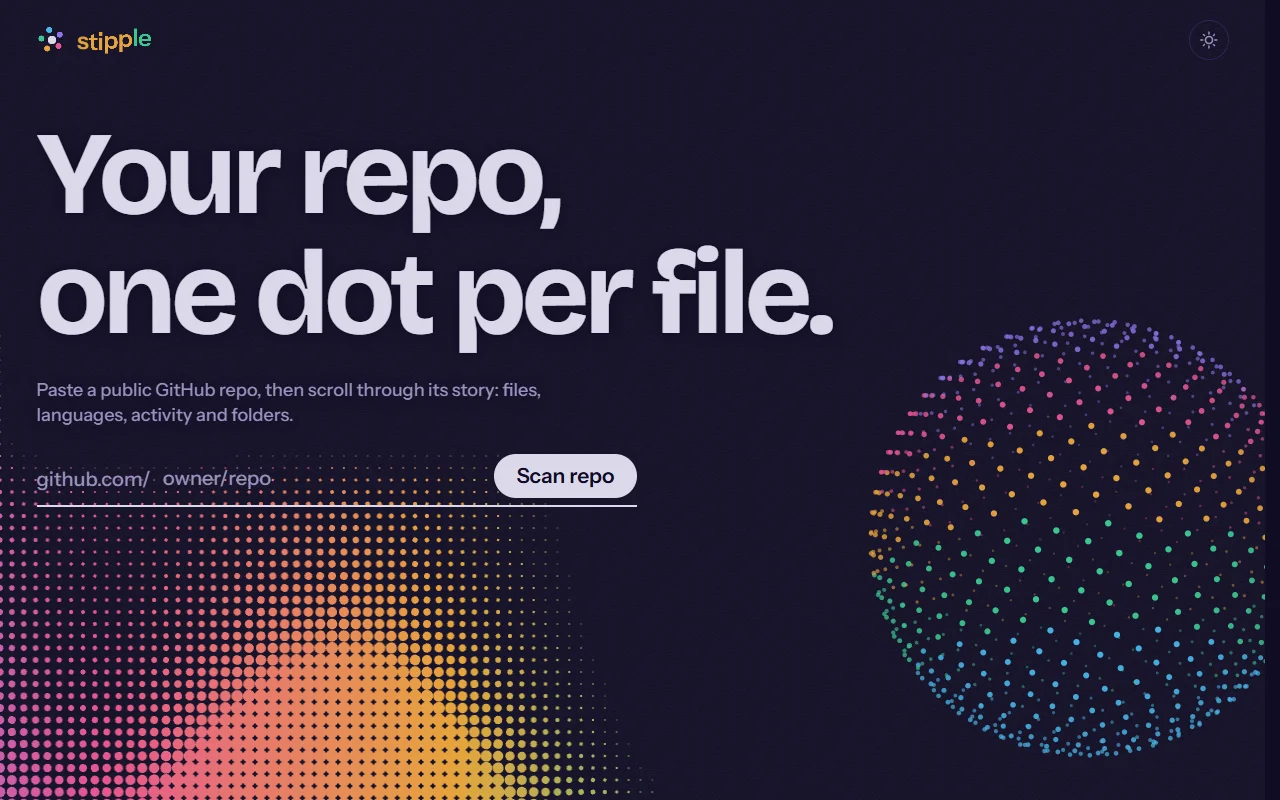 stipple
Your repo,
one dot per file.
Paste a public GitHub repo, then scroll through its story: files,
languages, activity and folders.
github.com/ owner/repo Scan repo